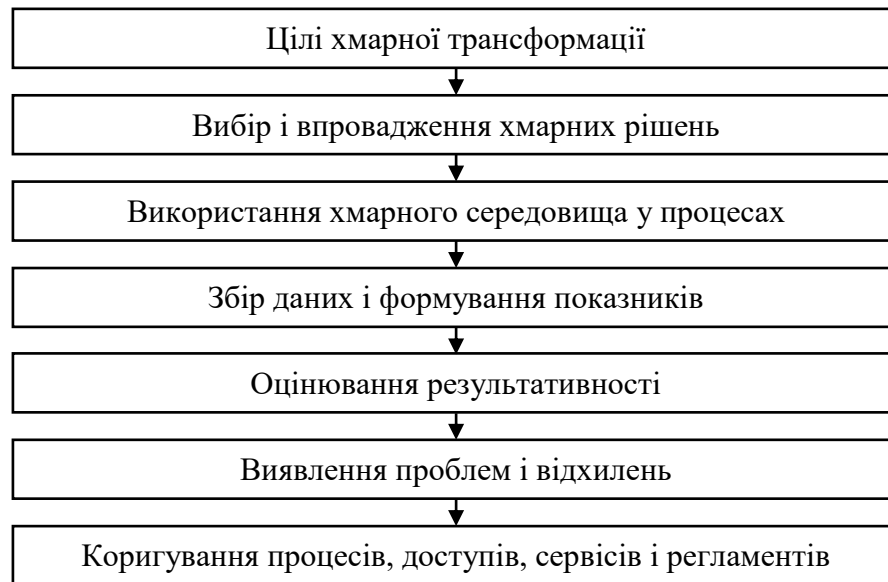 Цілі хмарної трансформації
Вибір і впровадження хмарних рішень
Використання хмарного середовища у процесах
Збір даних і формування показників
Оцінювання результативності
Виявлення проблем і відхилень
Коригування процесів, доступів, сервісів і регламентів